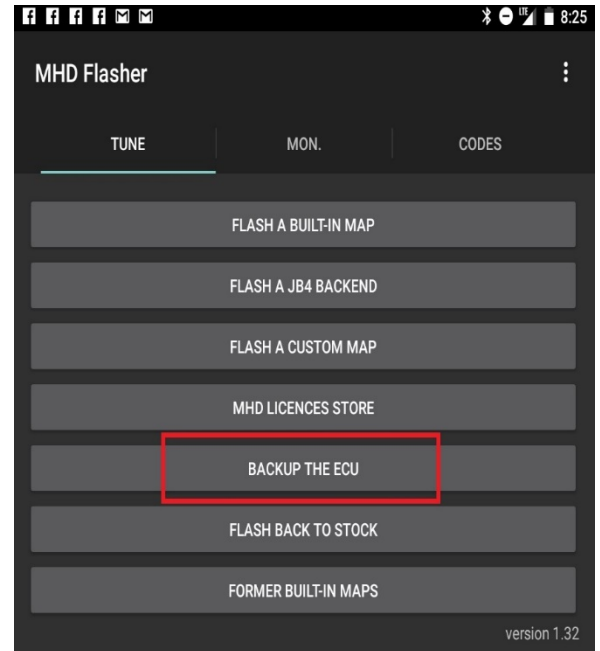 LTE 8:25
MHD Flasher
TUNE MON. CODES
FLASH A BUILT-IN MAP
FLASH A JB4 BACKEND
FLASH A CUSTOM MAP
MHD LICENCES STORE
BACKUP THE ECU
FLASH BACK TO STOCK
FORMER BUILT-IN MAPS
version 1.32